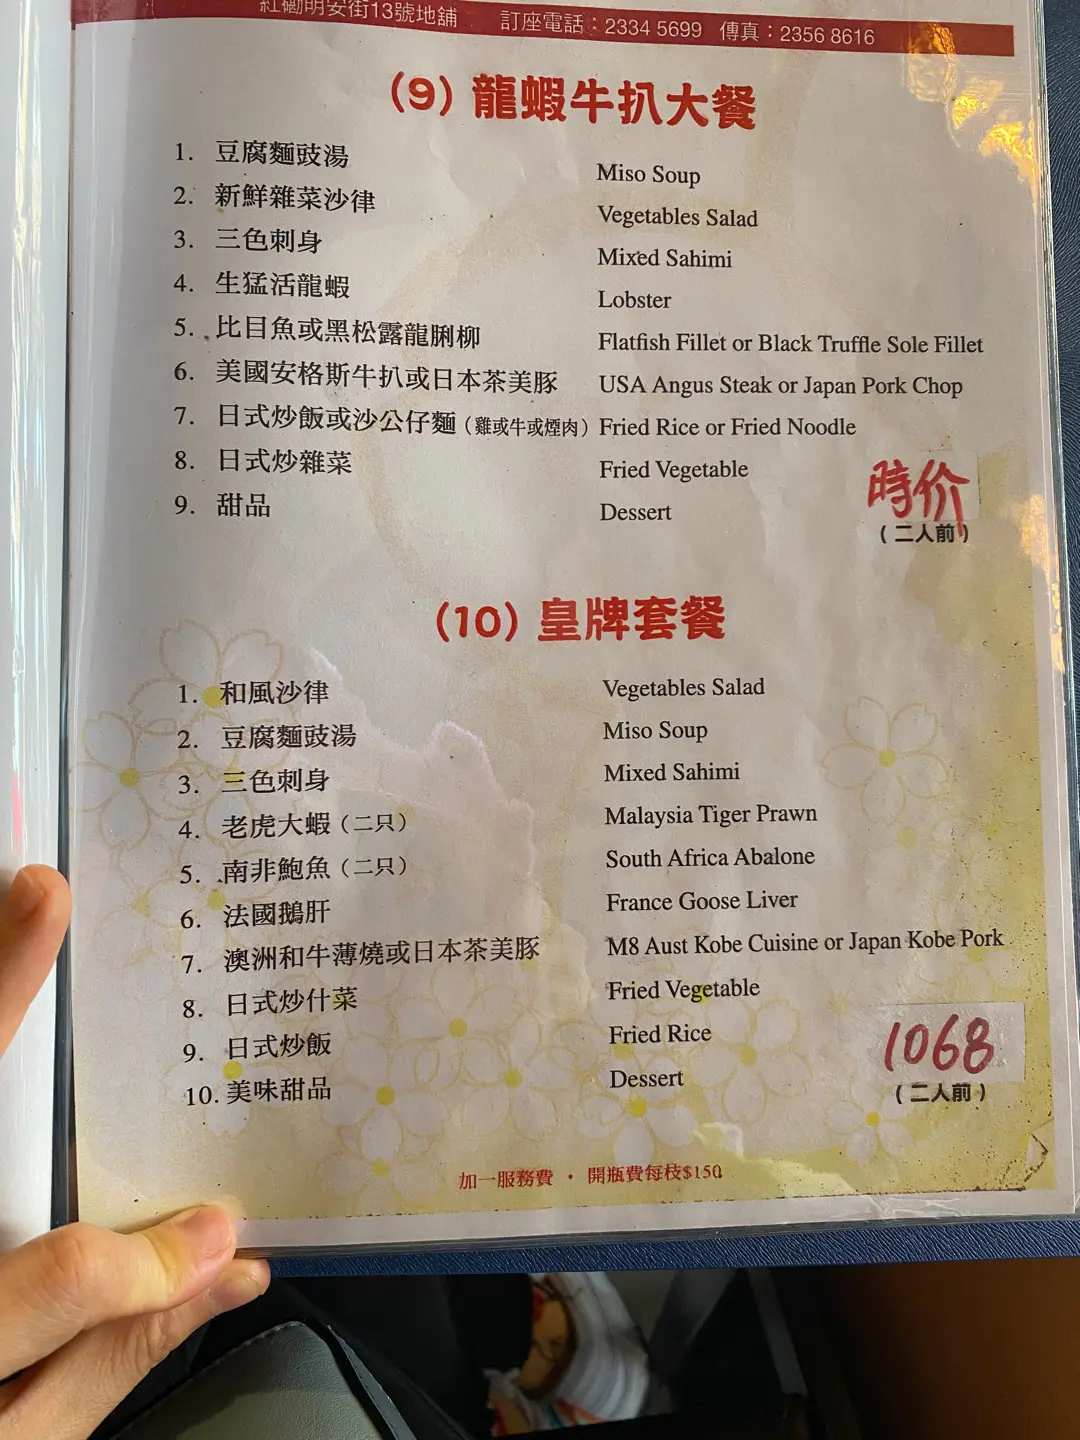 紅磡明安街13號地舖 訂座電話：2334 5699 傳真：2356 8616
(9) 龍蝦牛扒大餐
1. 豆腐麵豉湯 Miso Soup
2. 新鮮雜菜沙律 Vegetables Salad
3. 三色刺身 Mixed Sahimi
4. 生猛活龍蝦 Lobster
5. 比目魚或黑松露龍脷柳 Flatfish Fillet or Black Truffle Sole Fillet
6. 美國安格斯牛扒或日本茶美豚 USA Angus Steak or Japan Pork Chop
7. 日式炒飯或沙公仔麵（雞或牛或煙肉） Fried Rice or Fried Noodle
8. 日式炒雜菜 Fried Vegetable
9. 甜品 Dessert
時价
（二人前）
(10) 皇牌套餐
1. 和風沙律 Vegetables Salad
2. 豆腐麵豉湯 Miso Soup
3. 三色刺身 Mixed Sahimi
4. 老虎大蝦（二只） Malaysia Tiger Prawn
5. 南非鮑魚（二只） South Africa Abalone
6. 法國鵝肝 France Goose Liver
7. 澳洲和牛薄燒或日本茶美豚 M8 Aust Kobe Cuisine or Japan Kobe Pork
8. 日式炒什菜 Fried Vegetable
9. 日式炒飯 Fried Rice
10. 美味甜品 Dessert
1068
（二人前）
加一服務費 · 開瓶費每枝$150